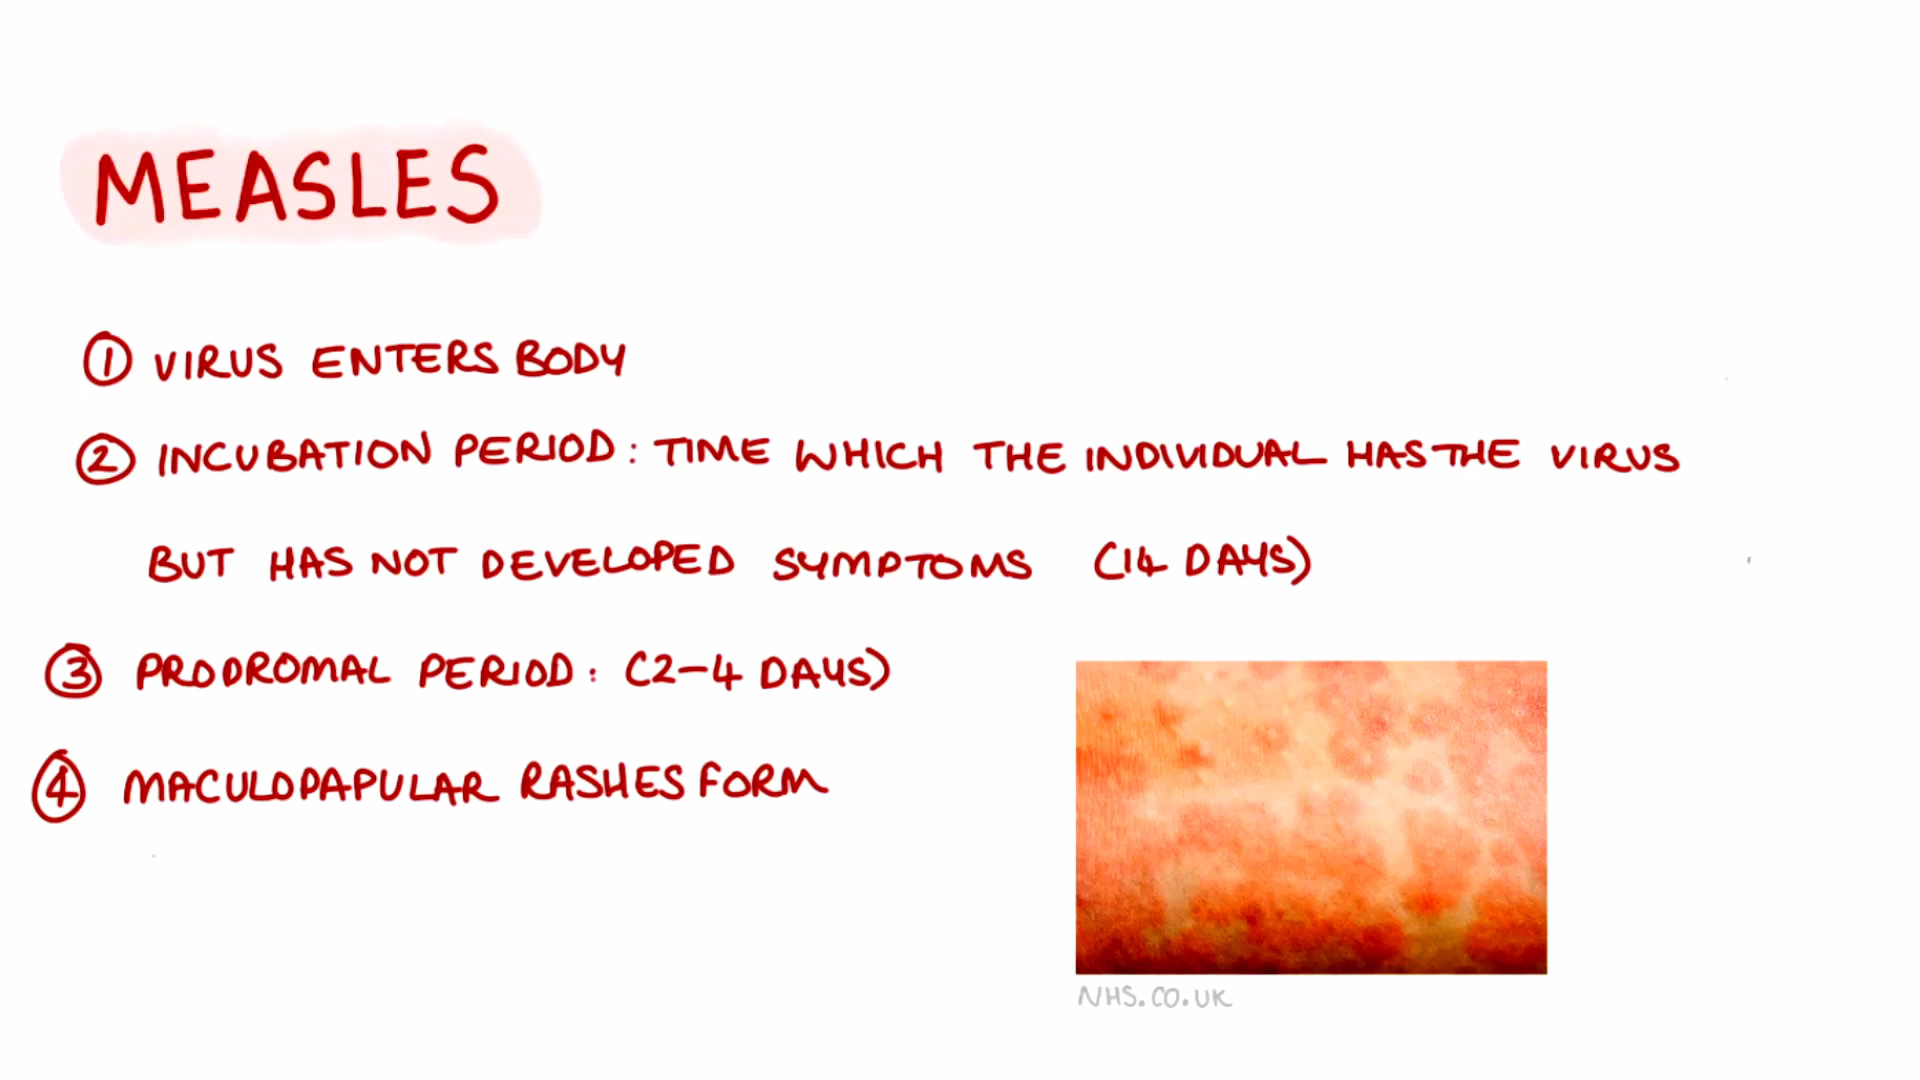 MEASLES
① VIRUS ENTERS BODY
② INCUBATION PERIOD: TIME WHICH THE INDIVIDUAL HAS THE VIRUS
BUT HAS NOT DEVELOPED SYMPTOMS (14 DAYS)
③ PRODROMAL PERIOD: (2-4 DAYS)
④ MACULOPAPULAR RASHES FORM
NHS.CO.UK